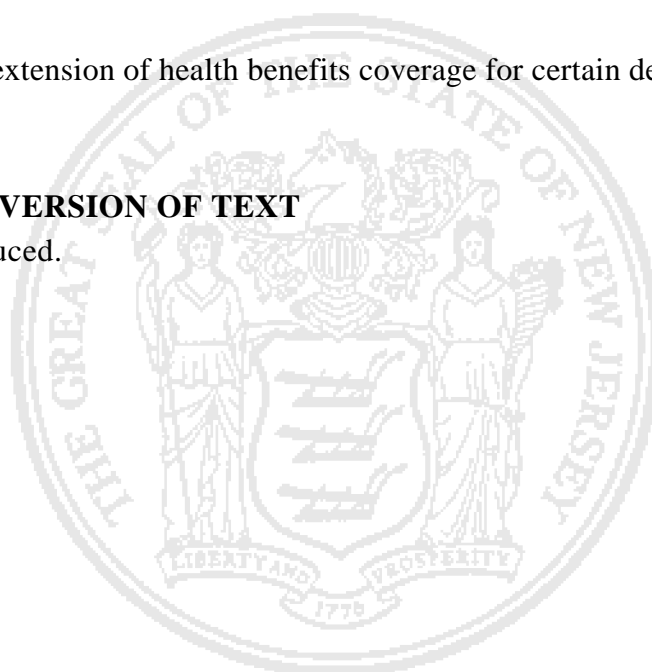 extension of health benefits coverage for certain de
VERSION OF TEXT
uced.
THE GREAT SEAL OF THE STATE OF NEW JERSEY
LIBERTY AND PROSPERITY
1776